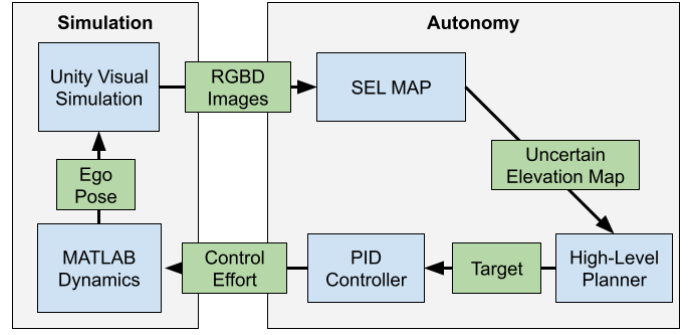 Simulation
Autonomy
Unity Visual
Simulation
RGBD
Images
SEL MAP
Uncertain
Elevation Map
Ego
Pose
MATLAB
Dynamics
Control
Effort
PID
Controller
Target
High-Level
Planner